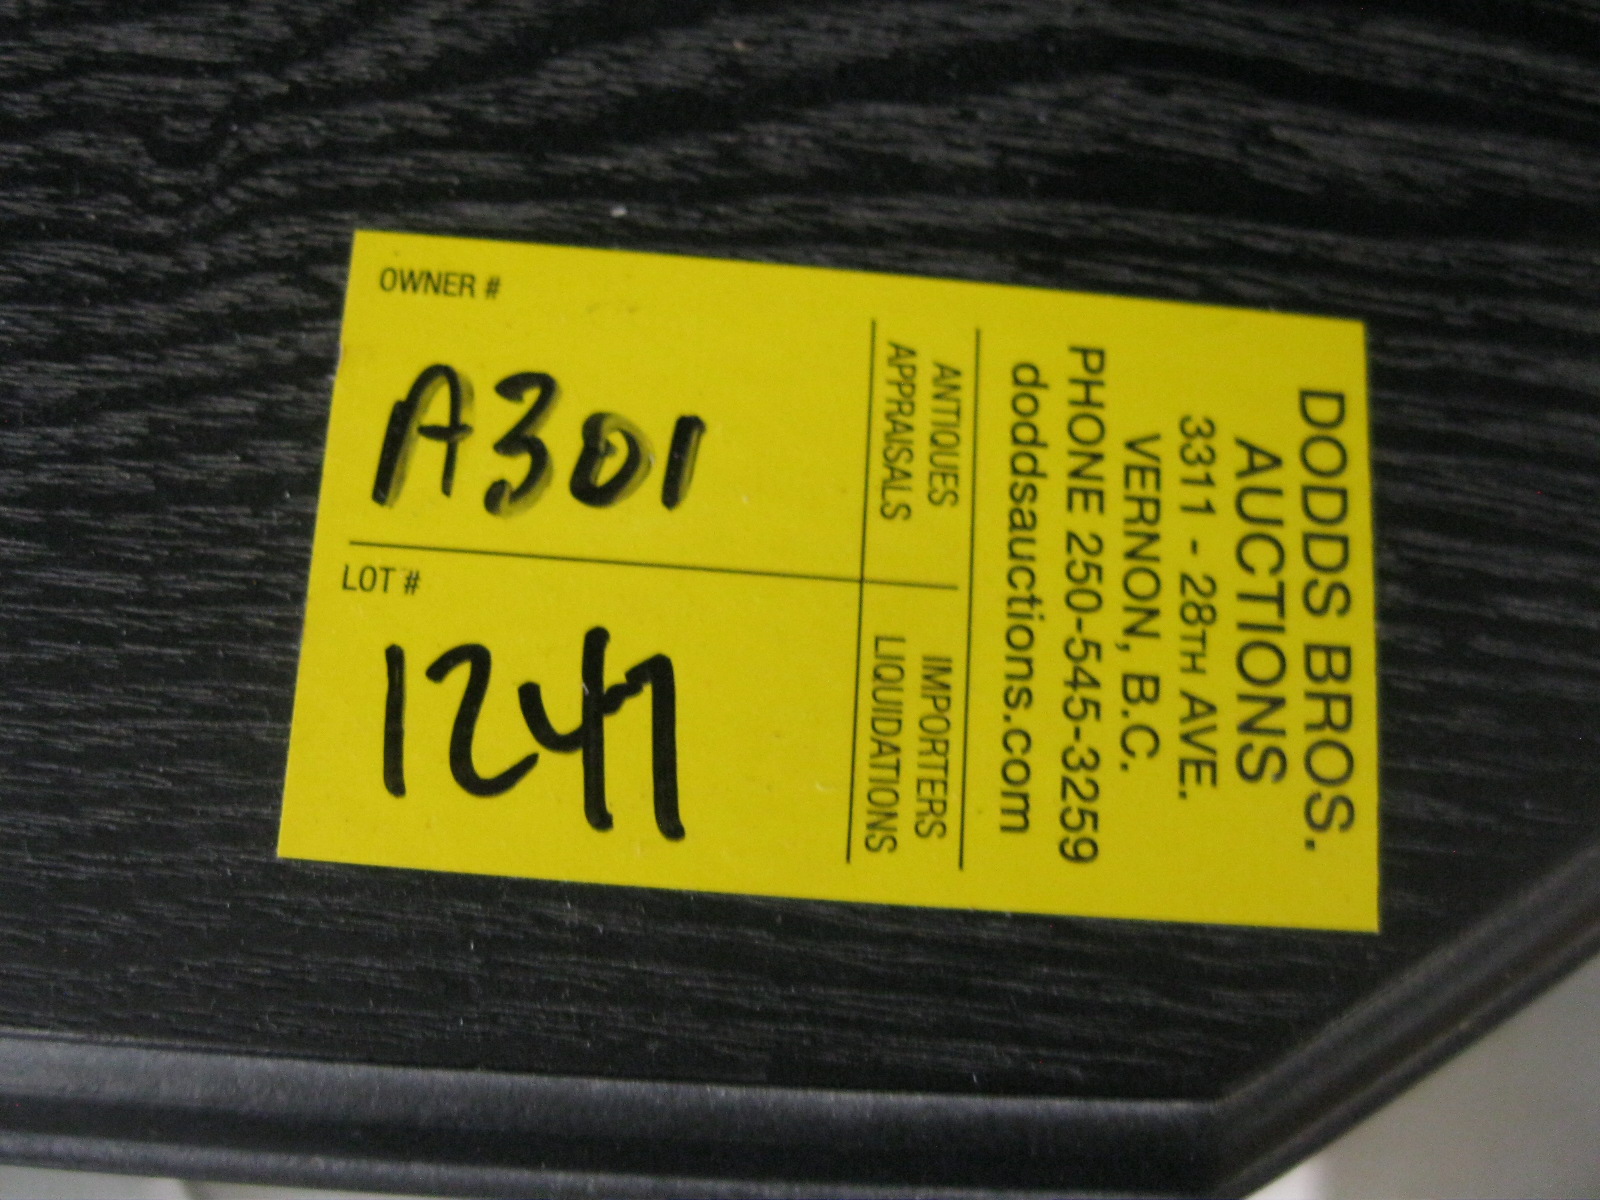 DODDS BROS.
AUCTIONS
3311 - 28TH AVE.
VERNON, B.C.
PHONE 250-545-3259
doddsauctions.com
ANTIQUES
APPRAISALS
IMPORTERS
LIQUIDATIONS
OWNER #
A301
LOT #
1247